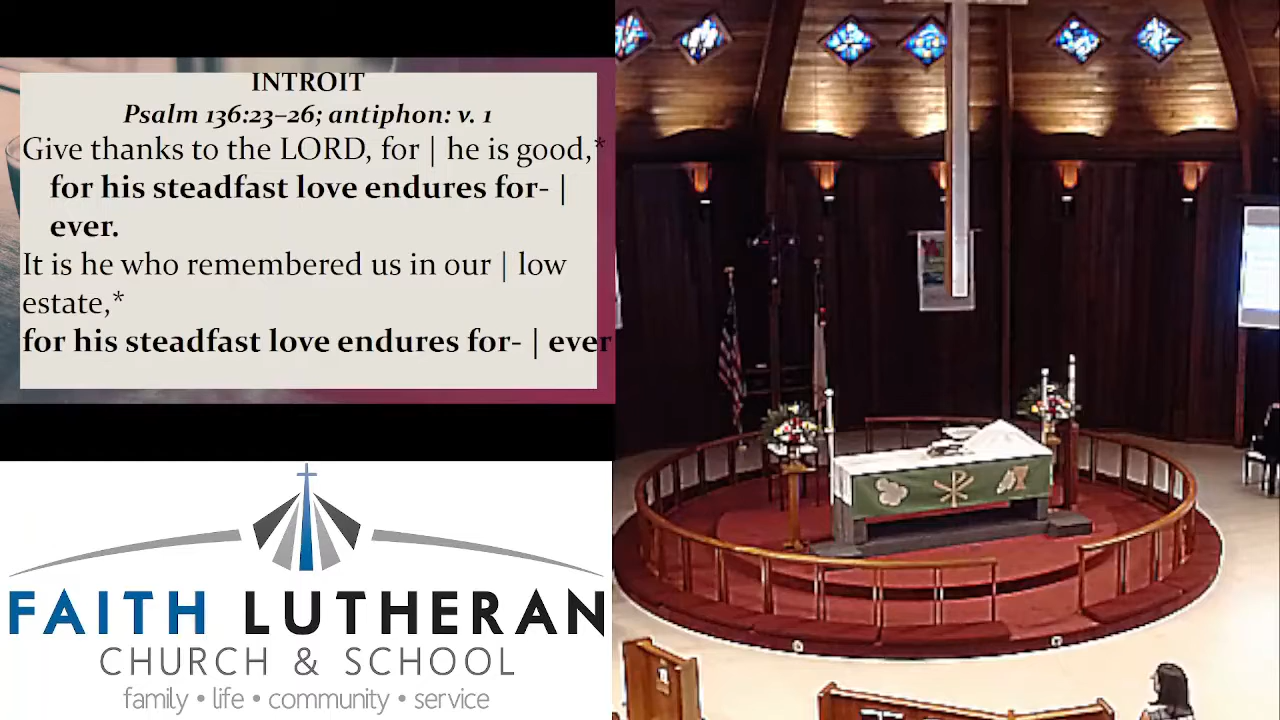 INTROIT
Psalm 136:23–26; antiphon: v. 1
Give thanks to the LORD, for | he is good,*
for his steadfast love endures for- |
ever.
It is he who remembered us in our | low
estate,*
for his steadfast love endures for- | ever
FAITH LUTHERAN
CHURCH & SCHOOL
family • life • community • service